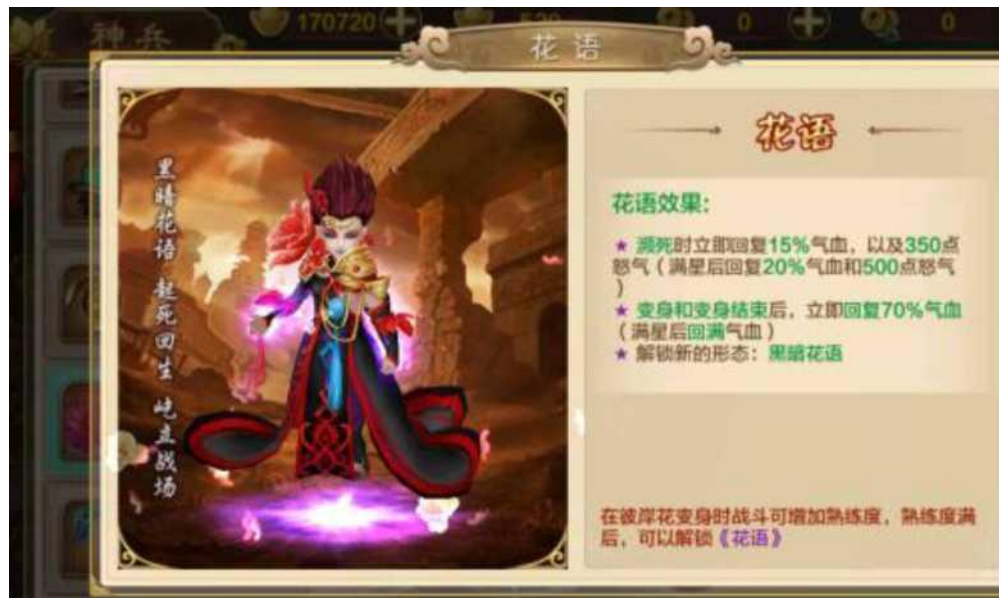 神兵
170720
520
0
0
花语
黑暗花语 起死回生 屹立战场
花语
花语效果:
★ 濒死时立即回复15%气血，以及350点
怒气（满星后回复20%气血和500点怒气
）
★ 变身和变身结束后，立即回复70%气血
（满星后回满气血）
★ 解锁新的形态：黑暗花语
在彼岸花变身时战斗可增加熟练度，熟练度满
后，可以解锁《花语》